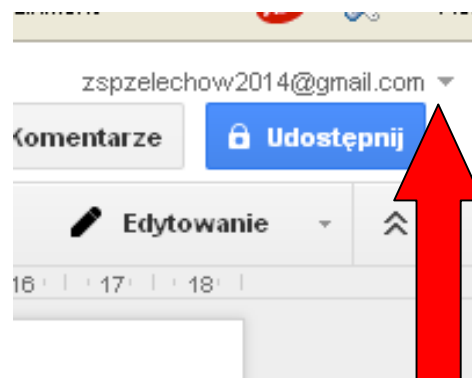 zspzelechow2014@gmail.com
Komentarze
Udostępnij
Edytowanie
16 17 18